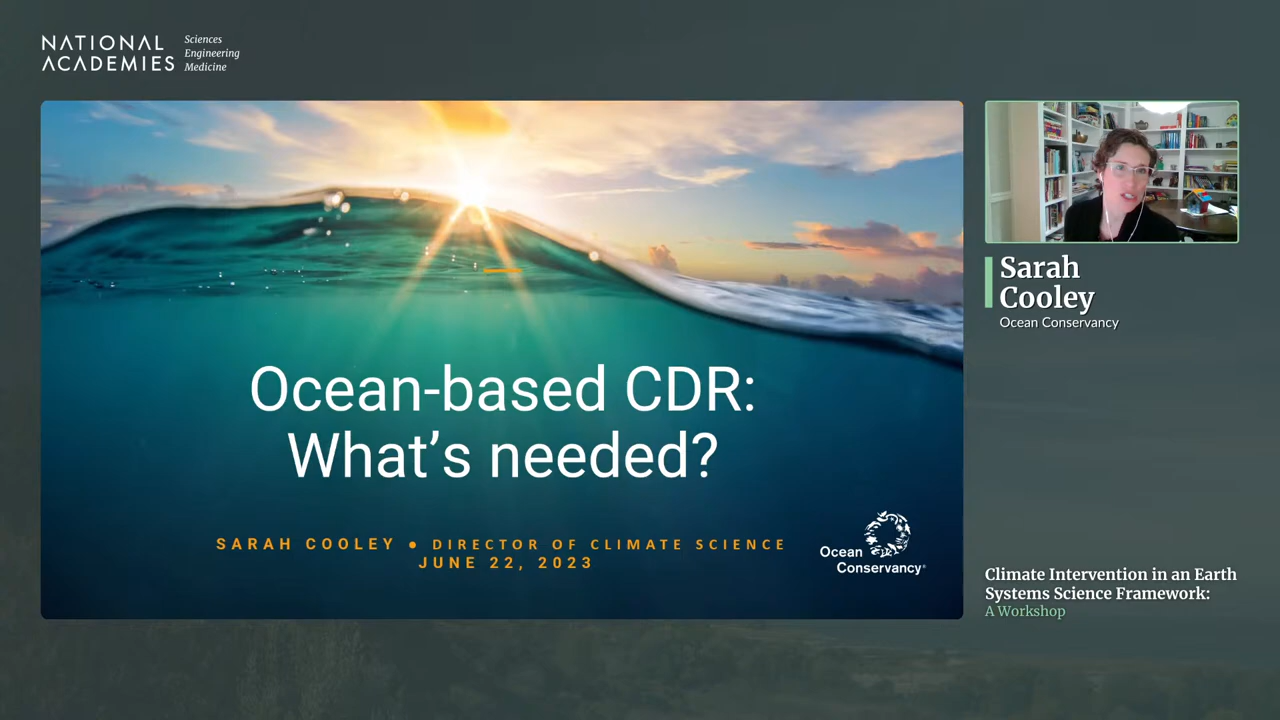 NATIONAL
ACADEMIES
Sciences
Engineering
Medicine
Ocean-based CDR:
What's needed?
SARAH COOLEY • DIRECTOR OF CLIMATE SCIENCE
JUNE 22, 2023
Ocean
Conservancy®
Sarah
Cooley
Ocean Conservancy
Climate Intervention in an Earth
Systems Science Framework:
A Workshop